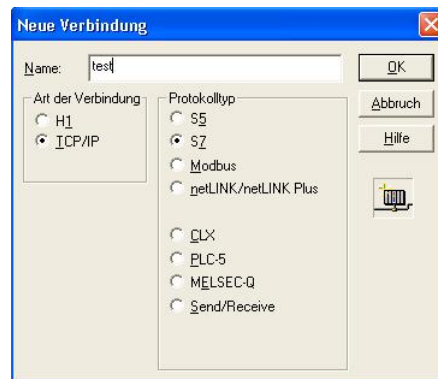 Neue Verbindung
Name: test
OK
Abbruch
Hilfe
Art der Verbindung
H1
TCP/IP
Protokolltyp
S5
S7
Modbus
netLINK/netLINK Plus
CLX
PLC-5
MELSEC-Q
Send/Receive